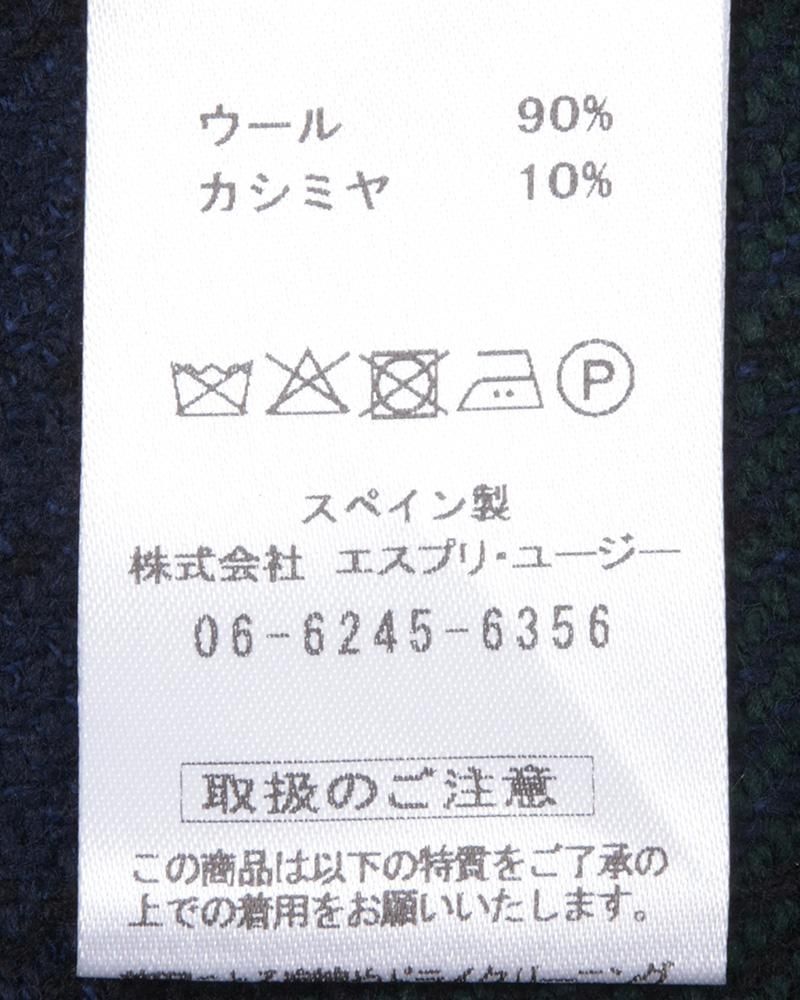 ウール 90%
カシミヤ 10%
P
スペイン製
株式会社 エスプリ・ユージー
06-6245-6356
取扱のご注意
この商品は以下の特質をご了承の
上での着用をお願いいたします。